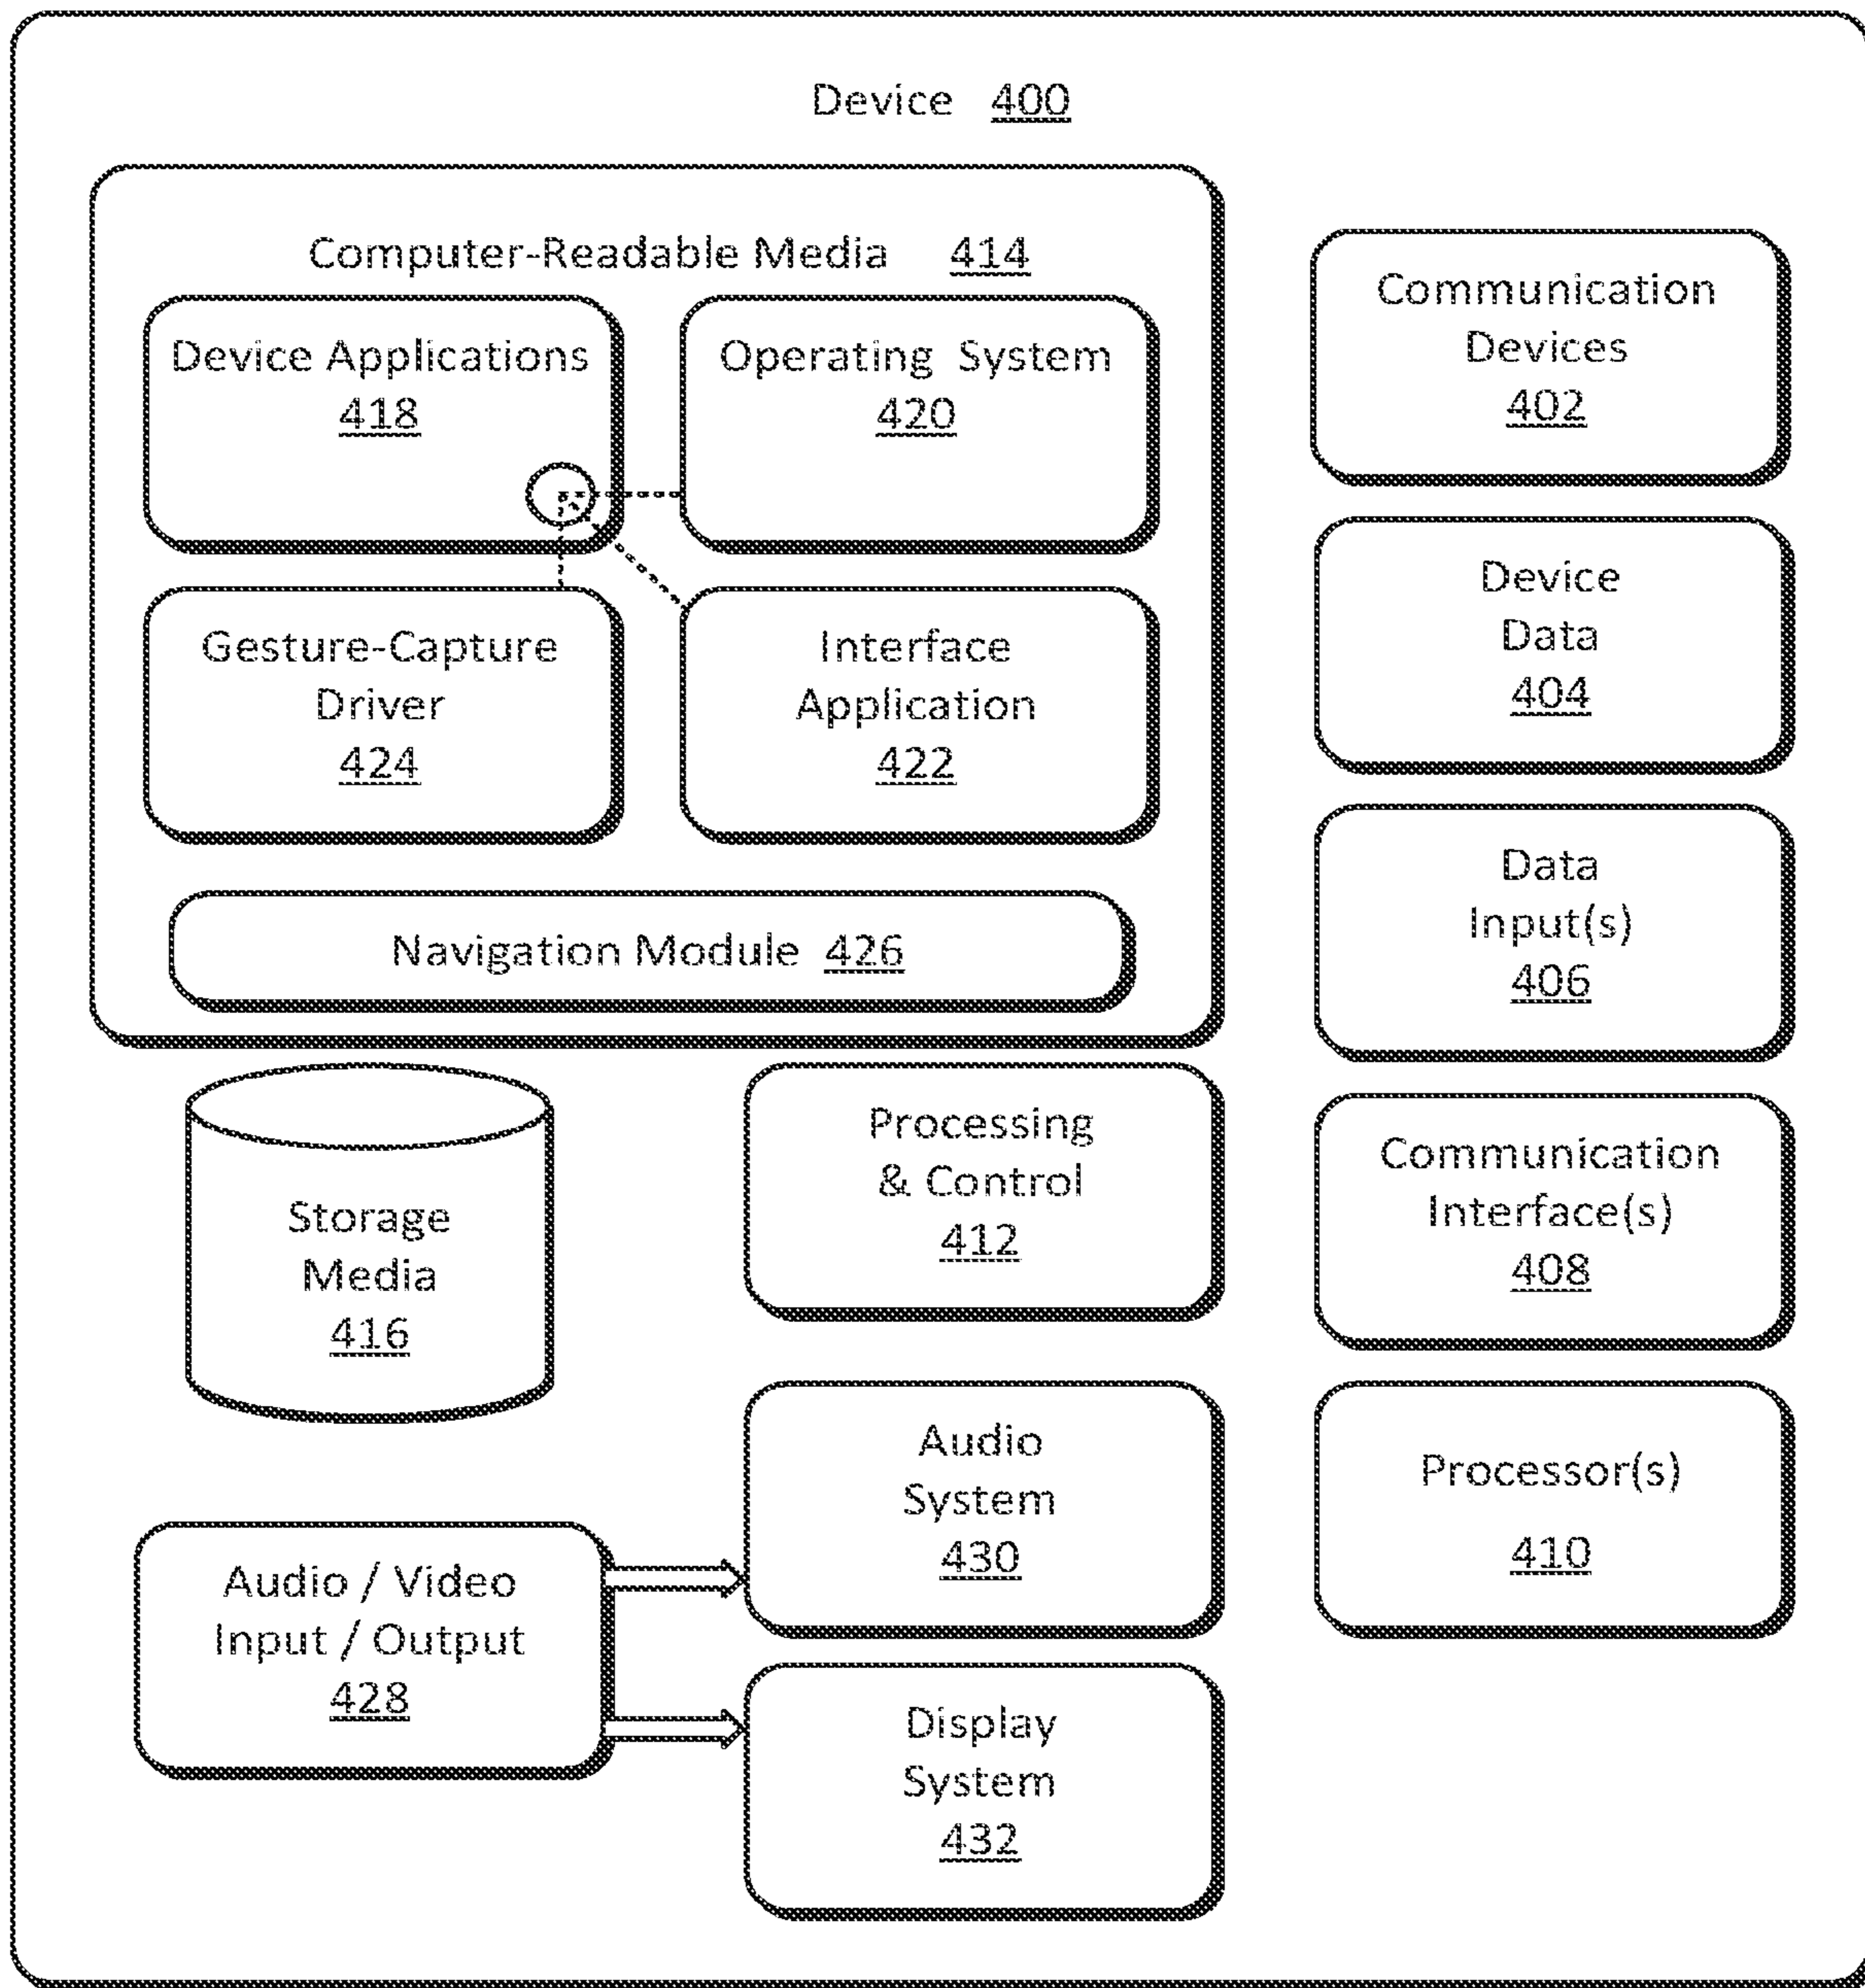 Device 400
Computer-Readable Media 414
Device Applications
418
Operating System
420
Gesture-Capture
Driver
424
Interface
Application
422
Navigation Module 426
Storage
Media
416
Processing
& Control
412
Audio / Video
Input / Output
428
Audio
System
430
Display
System
432
Communication
Devices
402
Device
Data
404
Data
Input(s)
406
Communication
Interface(s)
408
Processor(s)
410